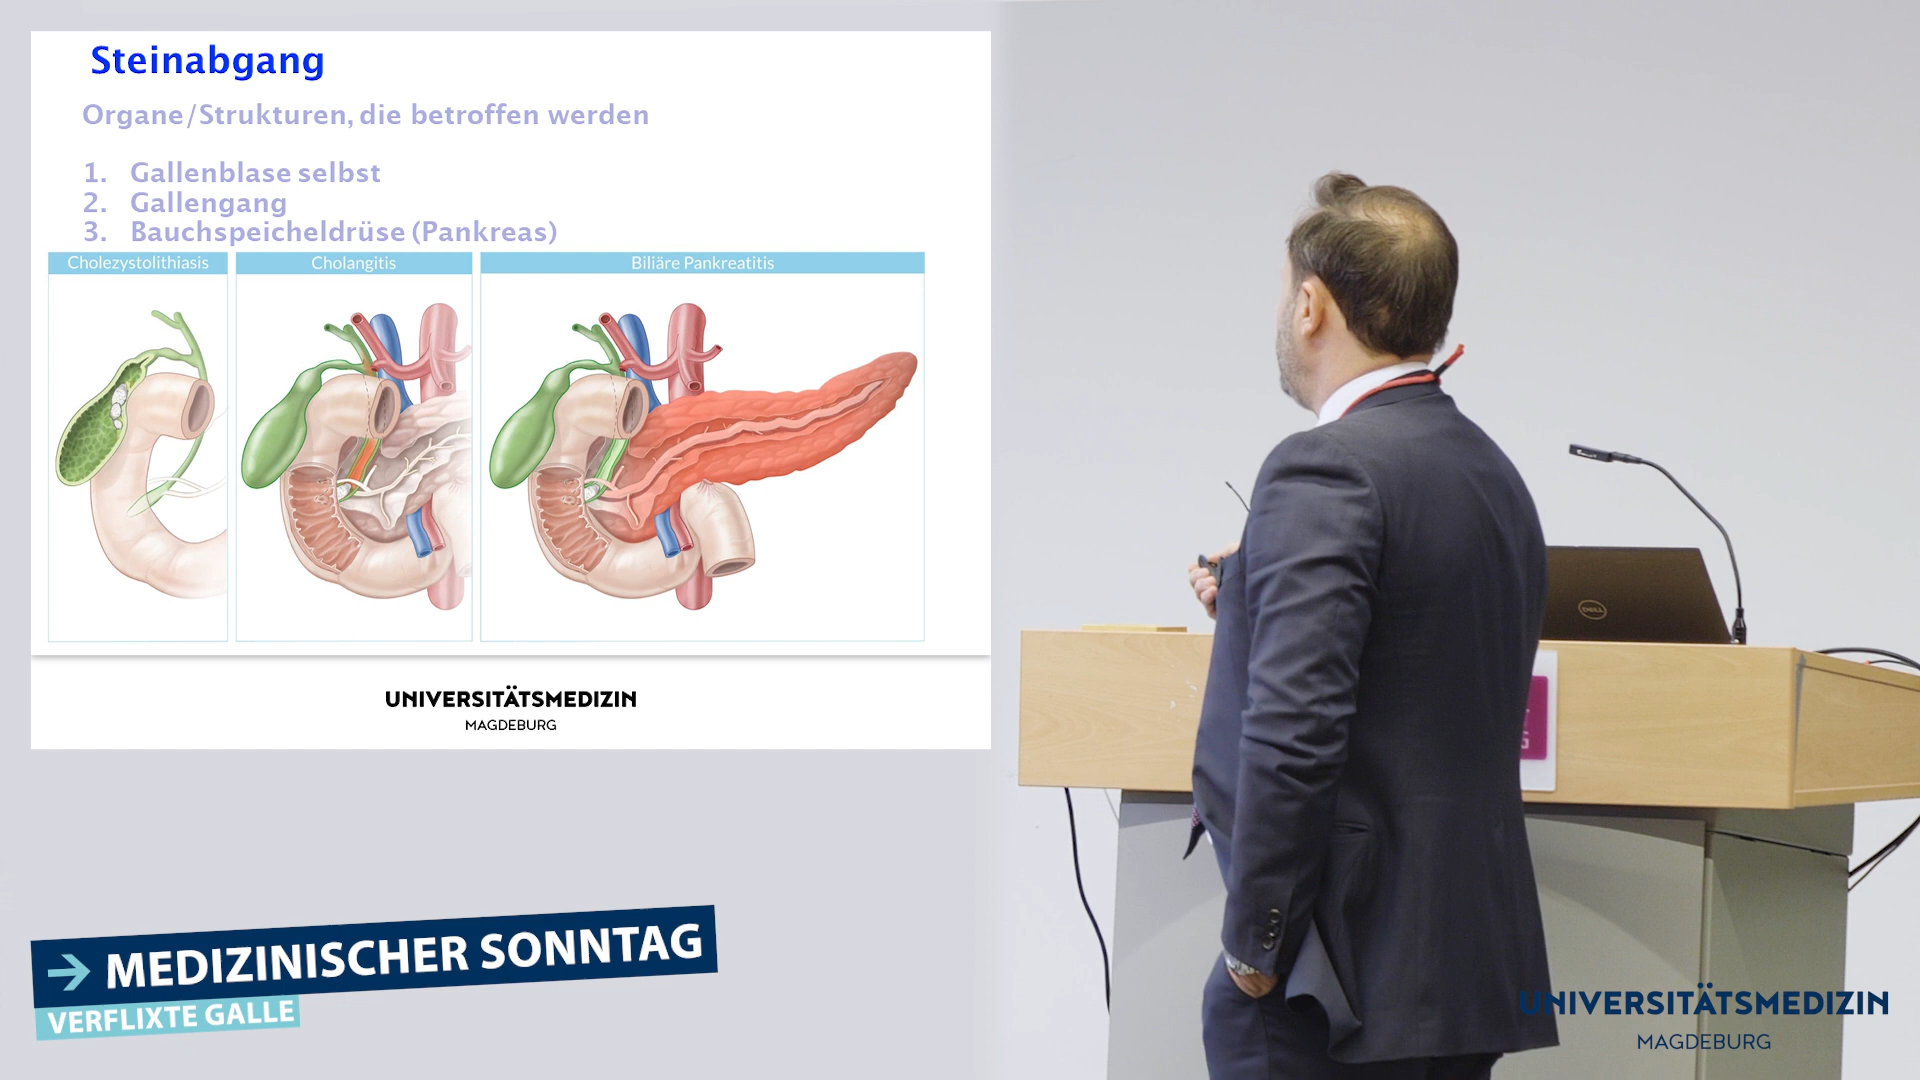 Steinabgang
Organe/Strukturen, die betroffen werden
1. Gallenblase selbst
2. Gallengang
3. Bauchspeicheldrüse (Pankreas)
Cholezystolithiasis
Cholangitis
Biliäre Pankreatitis
UNIVERSITÄTSMEDIZIN
MAGDEBURG
→ MEDIZINISCHER SONNTAG
VERFLIXTE GALLE
DELL
UNIVERSITÄTSMEDIZIN
MAGDEBURG